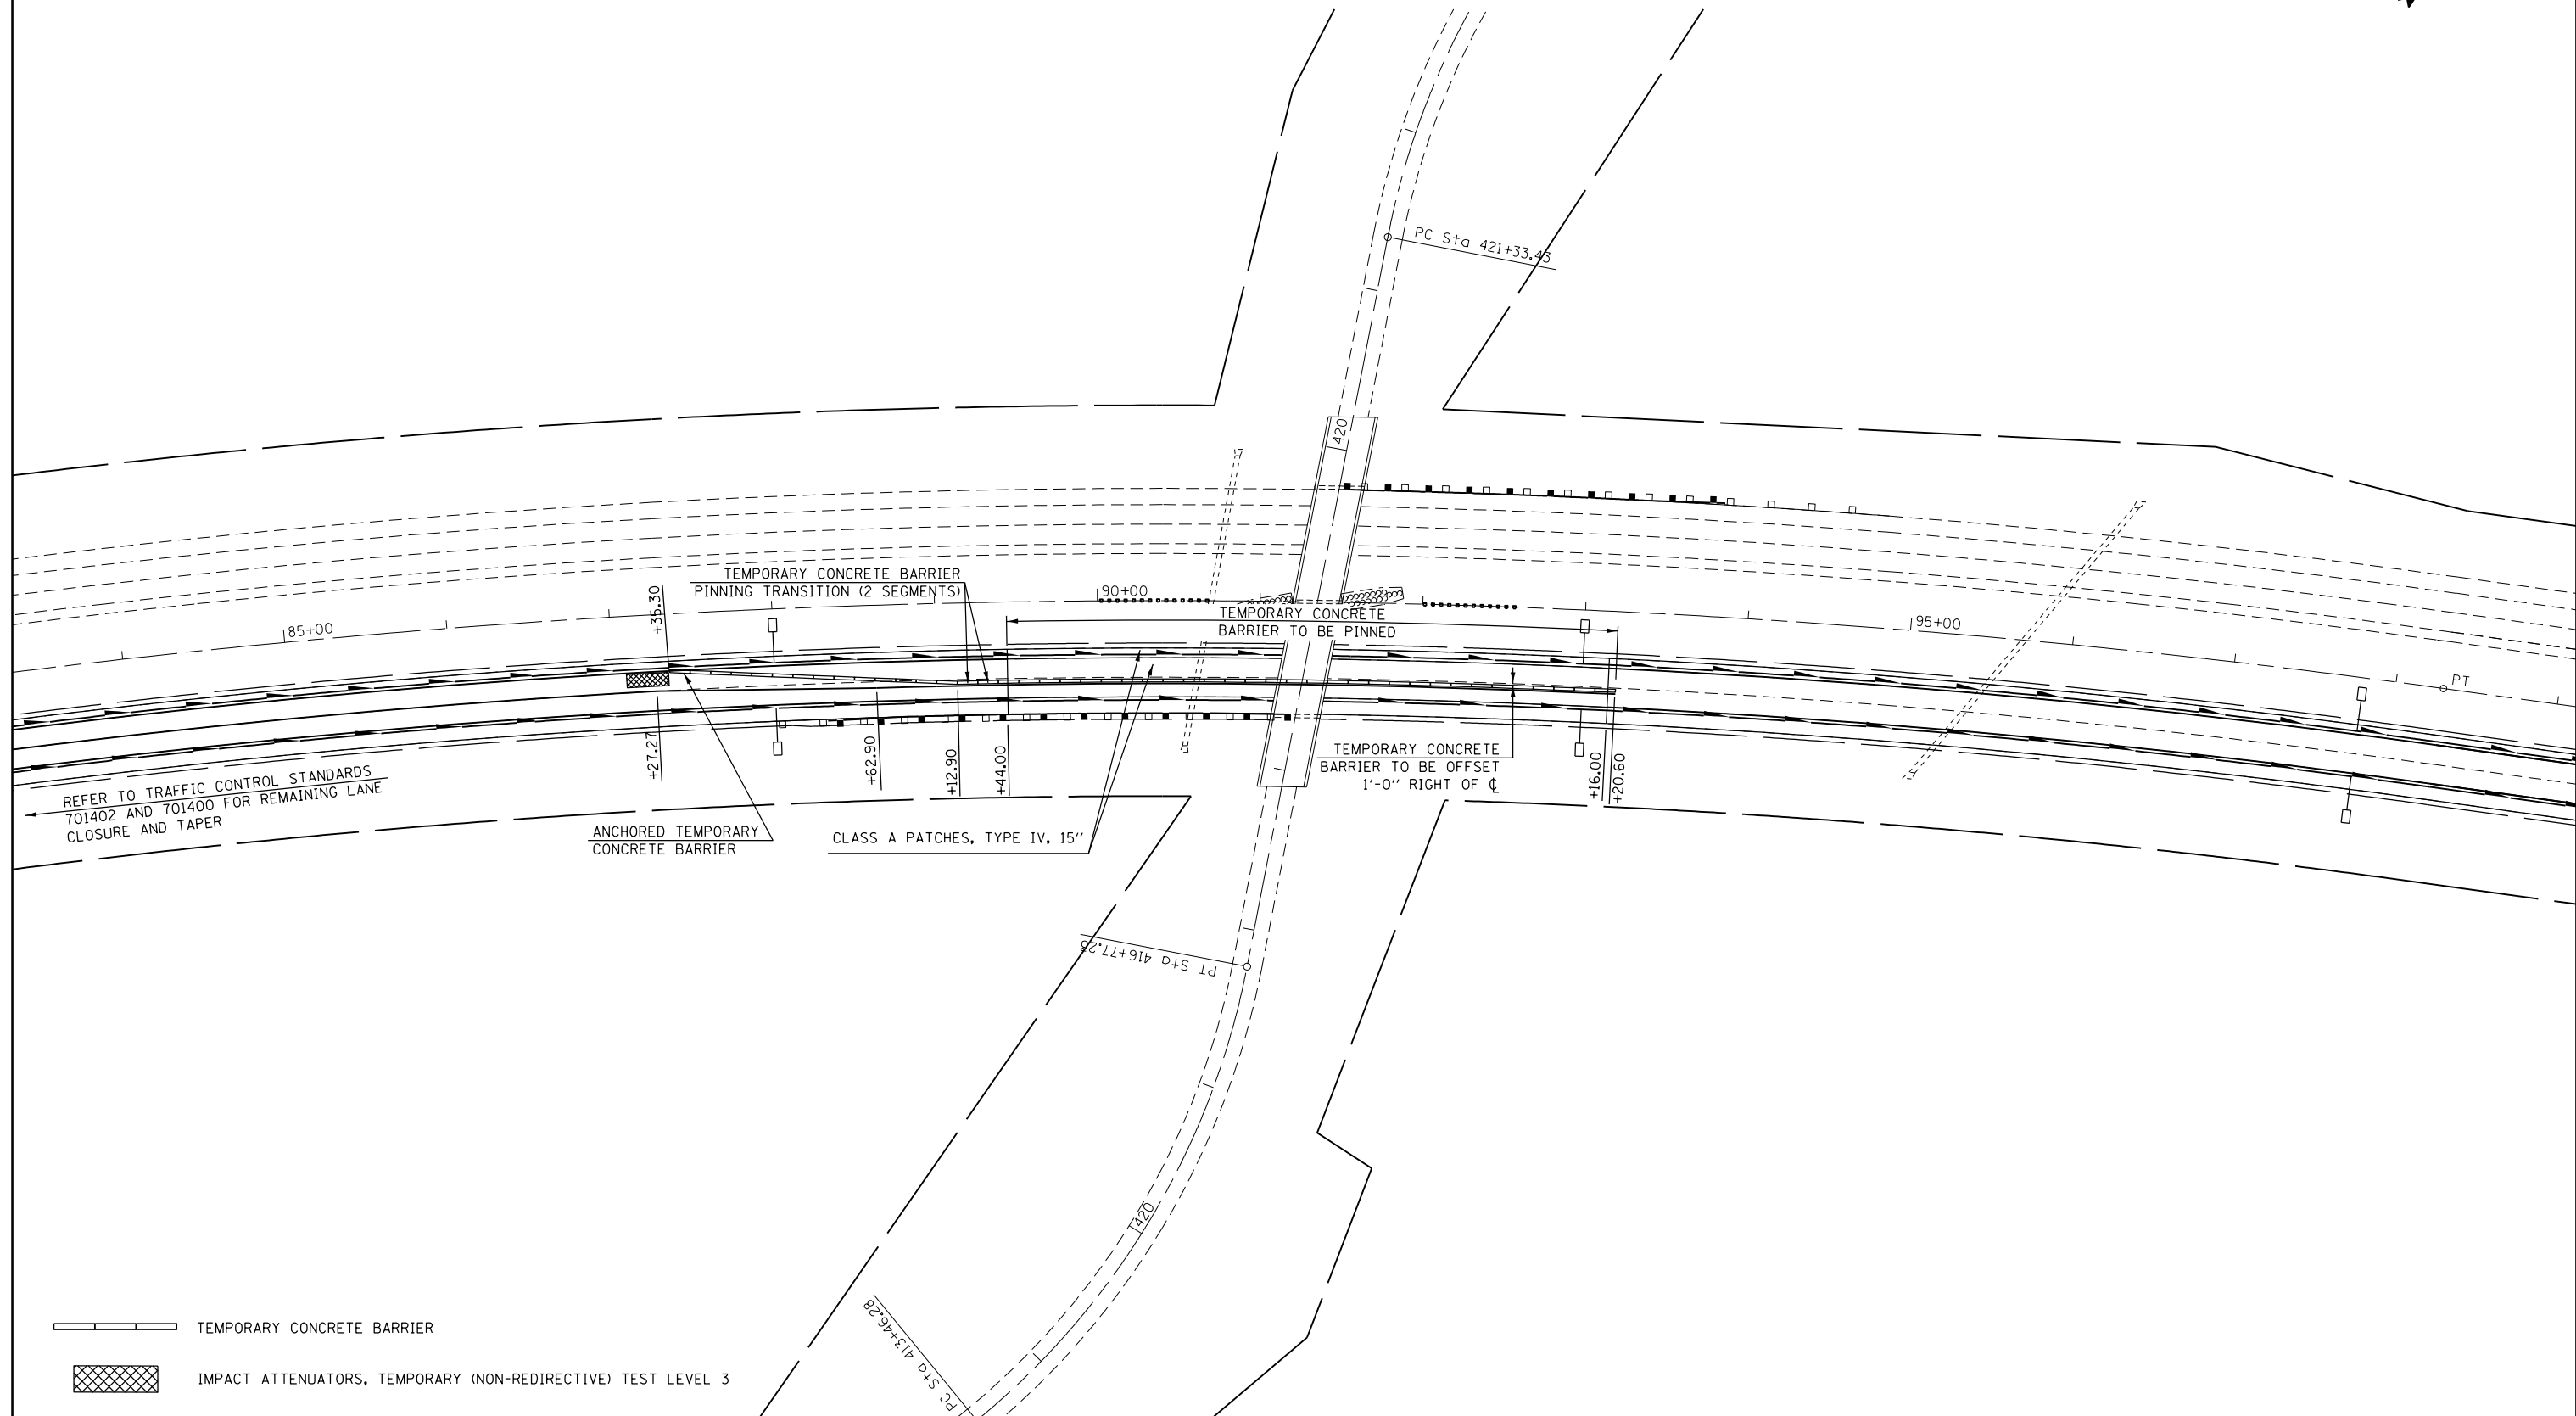 PC Sta 421+33.43
420
TEMPORARY CONCRETE BARRIER
PINNING TRANSITION (2 SEGMENTS)
90+00
TEMPORARY CONCRETE
BARRIER TO BE PINNED
85+00
95+00
+35.30
PT
+27.27
+62.90
+12.90
+44.00
TEMPORARY CONCRETE
BARRIER TO BE OFFSET
1'-0" RIGHT OF ℄
+16.00
+20.60
REFER TO TRAFFIC CONTROL STANDARDS
701402 AND 701400 FOR REMAINING LANE
CLOSURE AND TAPER
ANCHORED TEMPORARY
CONCRETE BARRIER
CLASS A PATCHES, TYPE IV, 15"
PT Sta 416+77.23
420
PC Sta 413+46.28
TEMPORARY CONCRETE BARRIER
IMPACT ATTENUATORS, TEMPORARY (NON-REDIRECTIVE) TEST LEVEL 3